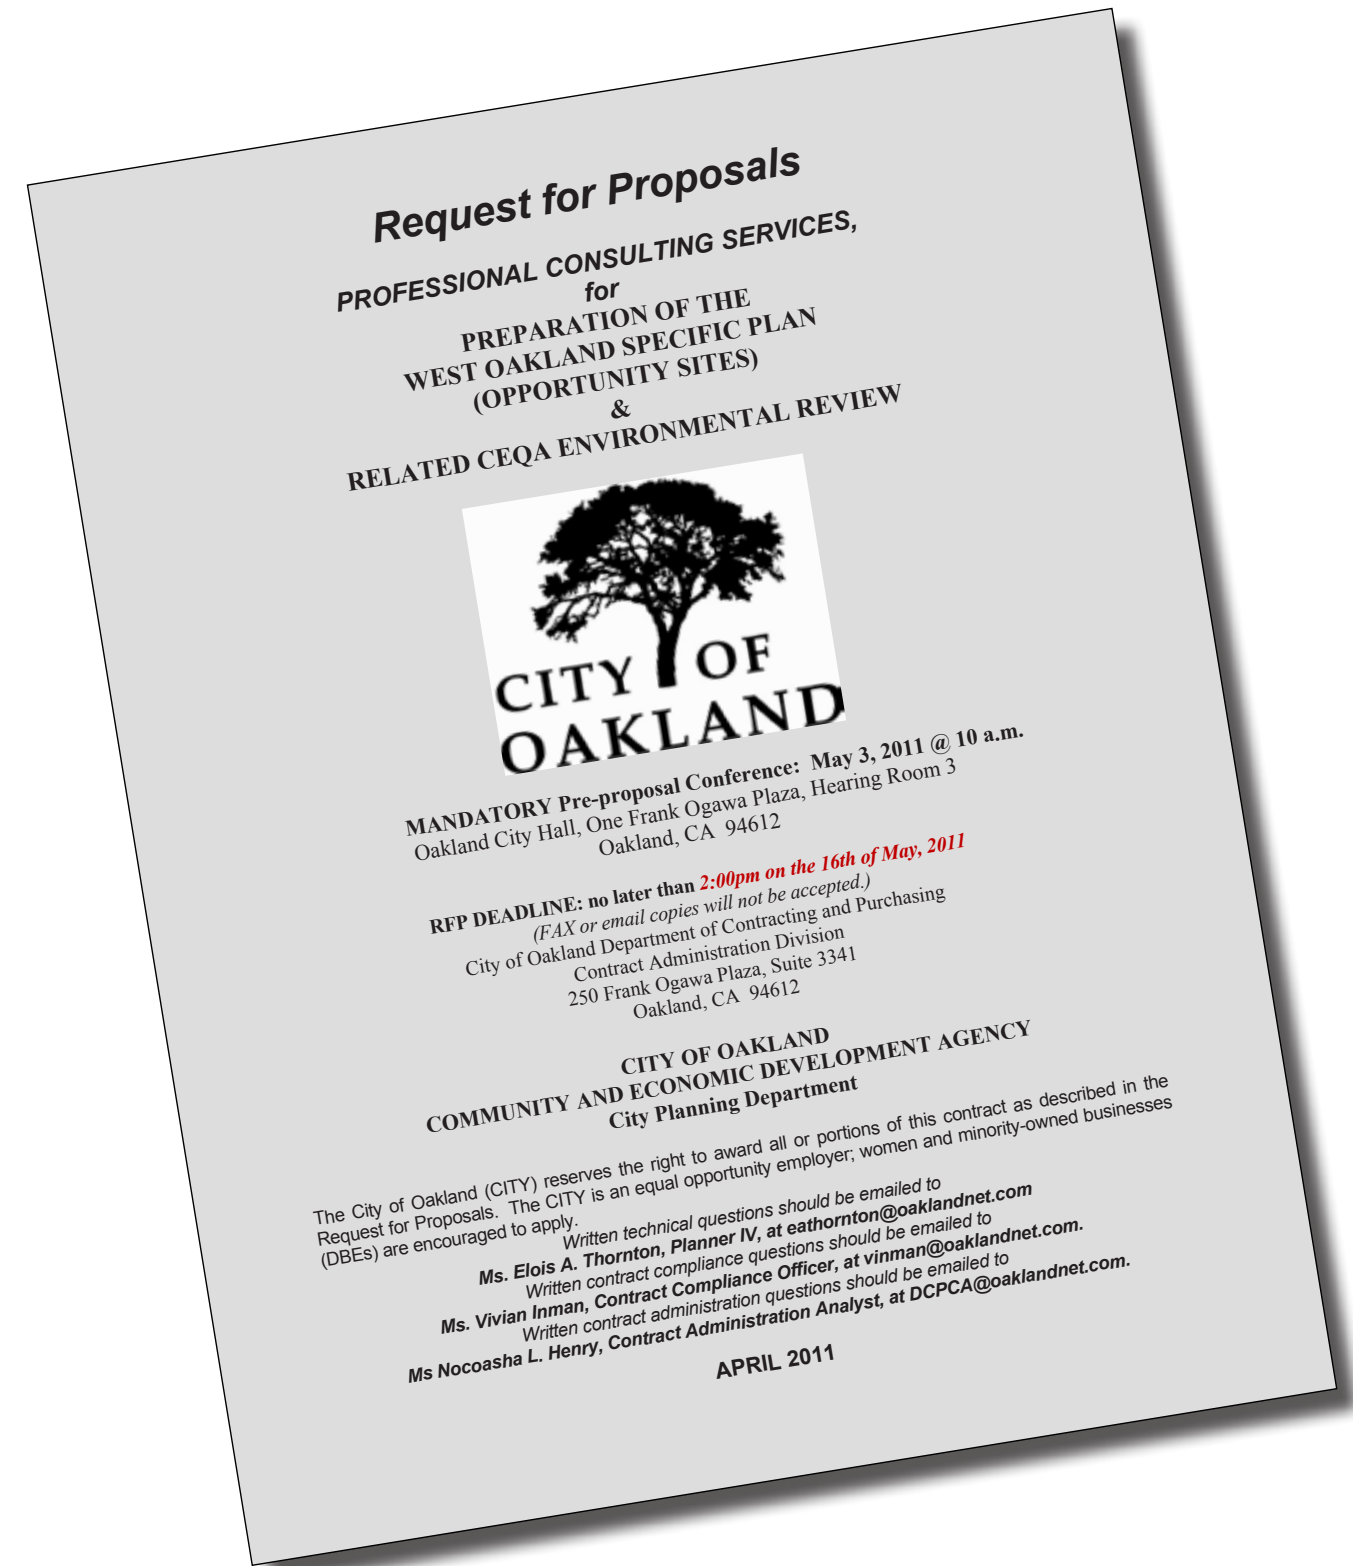 Request for Proposals
PROFESSIONAL CONSULTING SERVICES,
for
PREPARATION OF THE
WEST OAKLAND SPECIFIC PLAN
(OPPORTUNITY SITES)
&
RELATED CEQA ENVIRONMENTAL REVIEW
CITY OF
OAKLAND
MANDATORY Pre-proposal Conference:  May 3, 2011 @ 10 a.m.
Oakland City Hall, One Frank Ogawa Plaza, Hearing Room 3
Oakland, CA  94612
RFP DEADLINE: no later than 2:00pm on the 16th of May, 2011
(FAX or email copies will not be accepted.)
City of Oakland Department of Contracting and Purchasing
Contract Administration Division
250 Frank Ogawa Plaza, Suite 3341
Oakland, CA  94612
CITY OF OAKLAND
COMMUNITY AND ECONOMIC DEVELOPMENT AGENCY
City Planning Department
The City of Oakland (CITY) reserves the right to award all or portions of this contract as described in the
Request for Proposals.  The CITY is an equal opportunity employer; women and minority-owned businesses
(DBEs) are encouraged to apply.
Written technical questions should be emailed to
Ms. Elois A. Thornton, Planner IV, at eathornton@oaklandnet.com
Written contract compliance questions should be emailed to
Ms. Vivian Inman, Contract Compliance Officer, at vinman@oaklandnet.com.
Written contract administration questions should be emailed to
Ms Nocoasha L. Henry, Contract Administration Analyst, at DCPCA@oaklandnet.com.
APRIL 2011